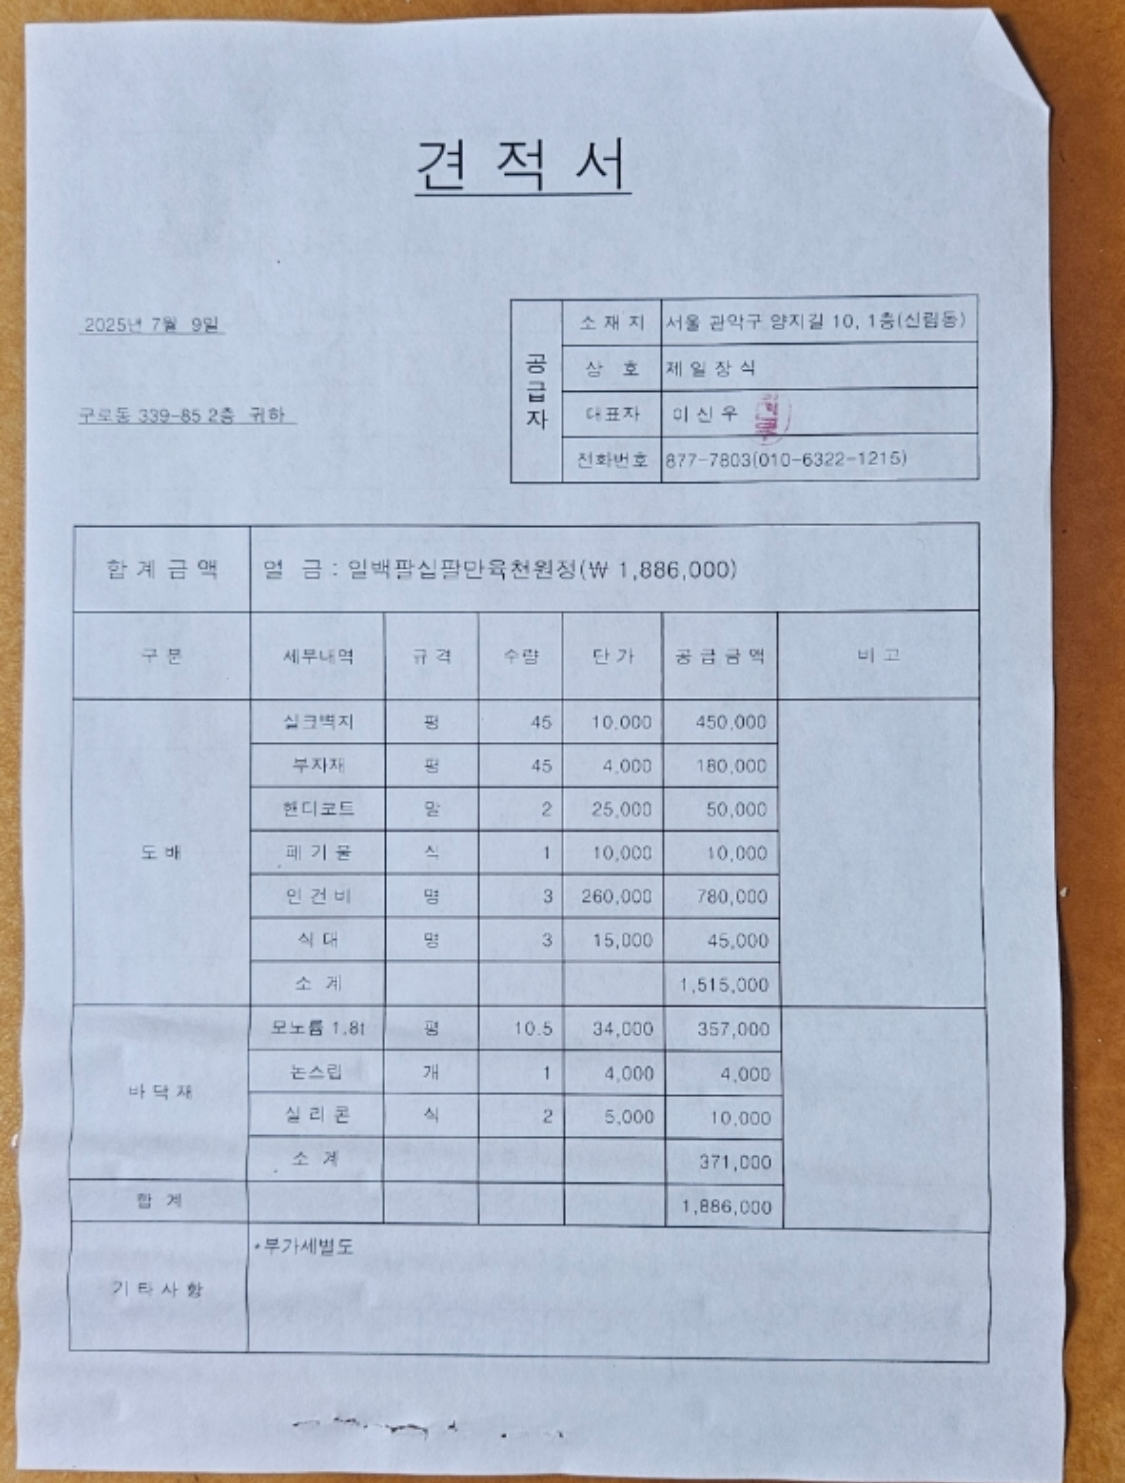 견적서
2025년 7월 9일
구로동 339-85 2층 귀하
공급자
소재지 서울 관악구 양지길 10, 1층(신림동)
상호 제일장식
대표자 이신우
전화번호 877-7803(010-6322-1215)
합계금액 열 금 : 일백팔십팔만육천원정(₩ 1,886,000)
구분 세부내역 규격 수량 단가 공급금액 비고
도배
실크벽지 평 45 10,000 450,000
부자재 평 45 4,000 180,000
핸디코트 말 2 25,000 50,000
폐기물 식 1 10,000 10,000
인건비 명 3 260,000 780,000
식대 명 3 15,000 45,000
소계 1,515,000
바닥재
모노륨 1.8t 평 10.5 34,000 357,000
논스립 개 1 4,000 4,000
실리콘 식 2 5,000 10,000
소계 371,000
합계 1,886,000
기타사항 *부가세별도